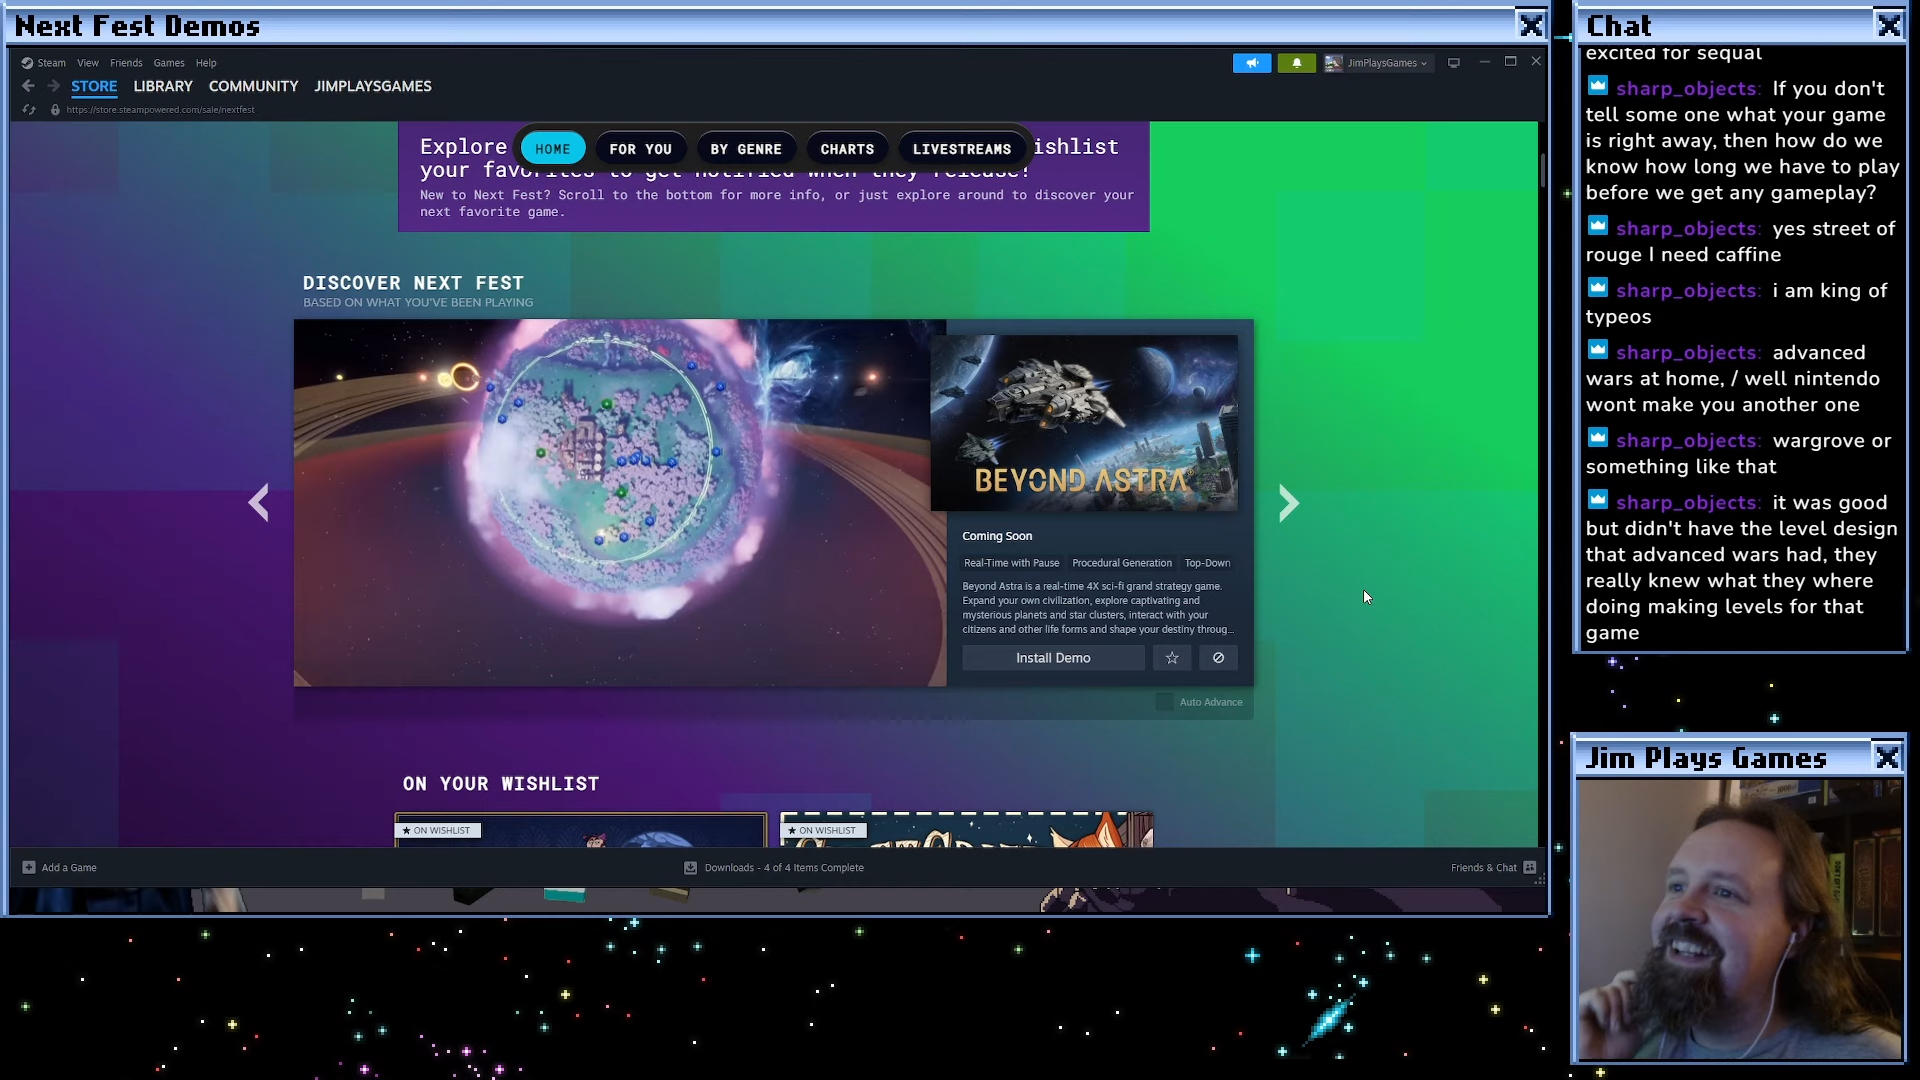 Next Fest Demos
Steam View Friends Games Help
JimPlaysGames
STORE LIBRARY COMMUNITY JIMPLAYSGAMES
https://store.steampowered.com/sale/nextfest
HOME FOR YOU BY GENRE CHARTS LIVESTREAMS
Explore ishlist
your favorites to get notified when they release!
New to Next Fest? Scroll to the bottom for more info, or just explore around to discover your
next favorite game.
DISCOVER NEXT FEST
BASED ON WHAT YOU'VE BEEN PLAYING
BEYOND ASTRA
Coming Soon
Real-Time with Pause Procedural Generation Top-Down
Beyond Astra is a real-time 4X sci-fi grand strategy game.
Expand your own civilization, explore captivating and
mysterious planets and star clusters, interact with your
citizens and other life forms and shape your destiny throug...
Install Demo
Auto Advance
ON YOUR WISHLIST
ON WISHLIST
ON WISHLIST
Add a Game
Downloads - 4 of 4 Items Complete
Friends & Chat
Chat
excited for sequal
sharp_objects: If you don't
tell some one what your game
is right away, then how do we
know how long we have to play
before we get any gameplay?
sharp_objects: yes street of
rouge I need caffine
sharp_objects: i am king of
typeos
sharp_objects: advanced
wars at home, / well nintendo
wont make you another one
sharp_objects: wargrove or
something like that
sharp_objects: it was good
but didn't have the level design
that advanced wars had, they
really knew what they where
doing making levels for that
game
Jim Plays Games